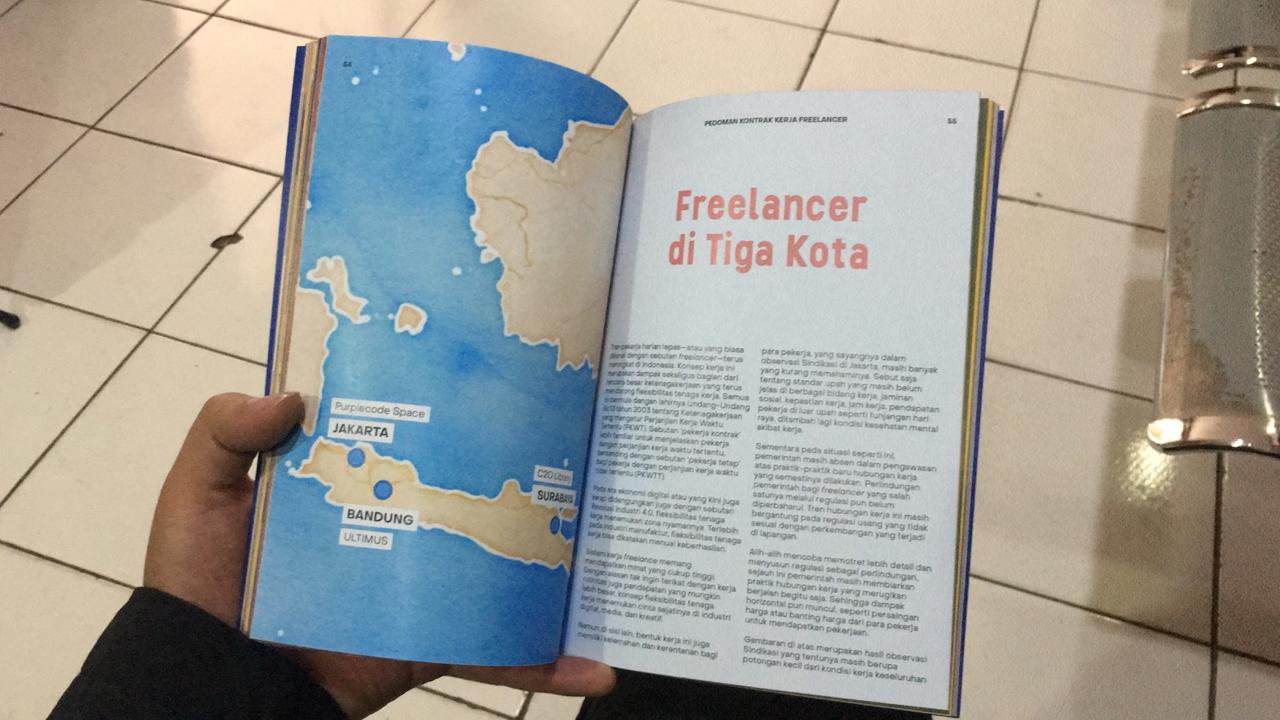 54
Purplecode Space
JAKARTA
BANDUNG
ULTIMUS
C2O Library
SURABAYA
PEDOMAN KONTRAK KERJA FREELANCER
55
Freelancer
di Tiga Kota
Tren pekerja harian lepas—atau yang biasa
dikenal dengan sebutan freelancer—terus
meningkat di Indonesia. Konsep kerja ini
merupakan dampak sekaligus bagian dari
rencana besar ketenagakerjaan yang terus
mendorong fleksibilitas tenaga kerja. Semua
ini bermula dengan lahirnya Undang-Undang
No.13 tahun 2003 tentang Ketenagakerjaan
yang mengatur Perjanjian Kerja Waktu
Tertentu (PKWT). Sebutan 'pekerja kontrak'
lebih familiar untuk menjelaskan pekerja
dengan perjanjian kerja waktu tertentu,
bersanding dengan sebutan 'pekerja tetap'
bagi pekerja dengan perjanjian kerja waktu
tidak tertentu (PKWTT).
Pada era ekonomi digital atau yang kini juga
kerap didengungkan juga dengan sebutan
Revolusi Industri 4.0, fleksibilitas tenaga
kerja menemukan zona nyamannya. Terlebih
pada industri manufaktur, fleksibilitas tenaga
kerja bisa dikatakan menuai keberhasilan.
Sistem kerja freelance memang
mendapatkan minat yang cukup tinggi.
Dengan alasan tak ingin terikat dengan kerja
rutinitas juga pendapatan yang mungkin
lebih besar, konsep fleksibilitas tenaga
kerja menemukan cinta sejatinya di industri
digital, media, dan kreatif.
Namun di sisi lain, bentuk kerja ini juga
memiliki kelemahan dan kerentanan bagi
para pekerja, yang sayangnya dalam
observasi Sindikasi di Jakarta, masih banyak
yang kurang memahaminya. Sebut saja
tentang standar upah yang masih belum
jelas di berbagai bidang kerja, jaminan
sosial, kepastian kerja, jam kerja, pendapatan
pekerja di luar upah seperti tunjangan hari
raya, ditambah lagi kondisi kesehatan mental
akibat kerja.
Sementara pada situasi seperti ini,
pemerintah masih absen dalam pengawasan
atas praktik-praktik baru hubungan kerja
yang semestinya dilakukan. Perlindungan
pemerintah bagi freelancer yang salah
satunya melalui regulasi pun belum
diperbaharui. Tren hubungan kerja ini masih
bergantung pada regulasi usang yang tidak
sesuai dengan perkembangan yang terjadi
di lapangan.
Alih-alih mencoba memotret lebih detail dan
menyusun regulasi sebagai perlindungan,
sejauh ini pemerintah masih membiarkan
praktik hubungan kerja yang merugikan
berjalan begitu saja. Sehingga dampak
horizontal pun muncul, seperti persaingan
harga atau banting harga dari para pekerja
untuk mendapatkan pekerjaan.
Gambaran di atas merupakan hasil observasi
Sindikasi yang tentunya masih berupa
potongan kecil dari kondisi kerja keseluruhan